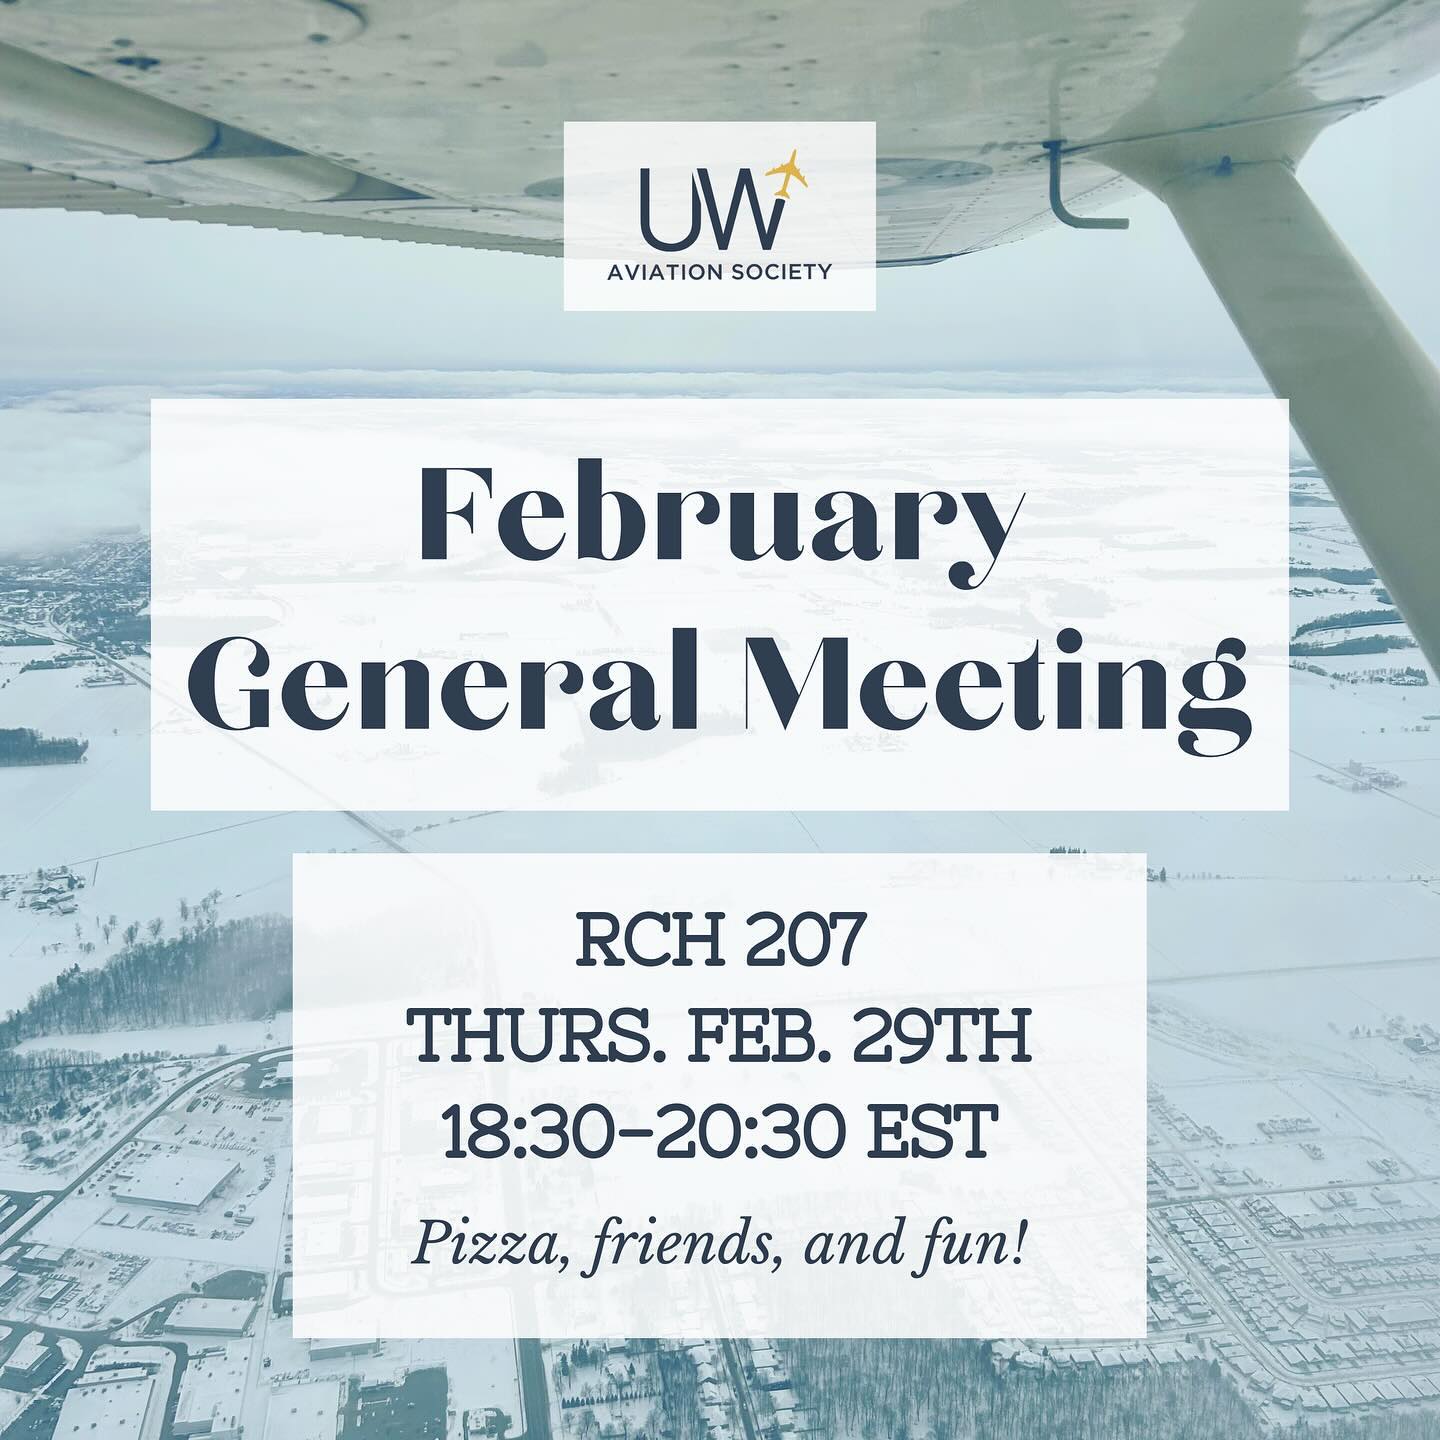 UW
AVIATION SOCIETY
February
General Meeting
RCH 207
THURS. FEB. 29TH
18:30-20:30 EST
Pizza, friends, and fun!